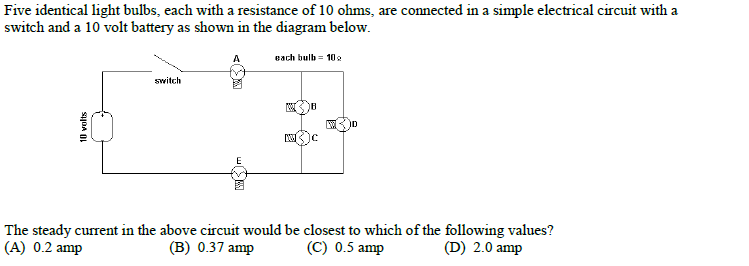 Five identical light bulbs, each with a resistance of 10 ohms, are connected in a simple electrical circuit with a
switch and a 10 volt battery as shown in the diagram below.
A
each bulb = 10 Ω
switch
B
10 volts
D
C
E
The steady current in the above circuit would be closest to which of the following values?
(A) 0.2 amp (B) 0.37 amp (C) 0.5 amp (D) 2.0 amp